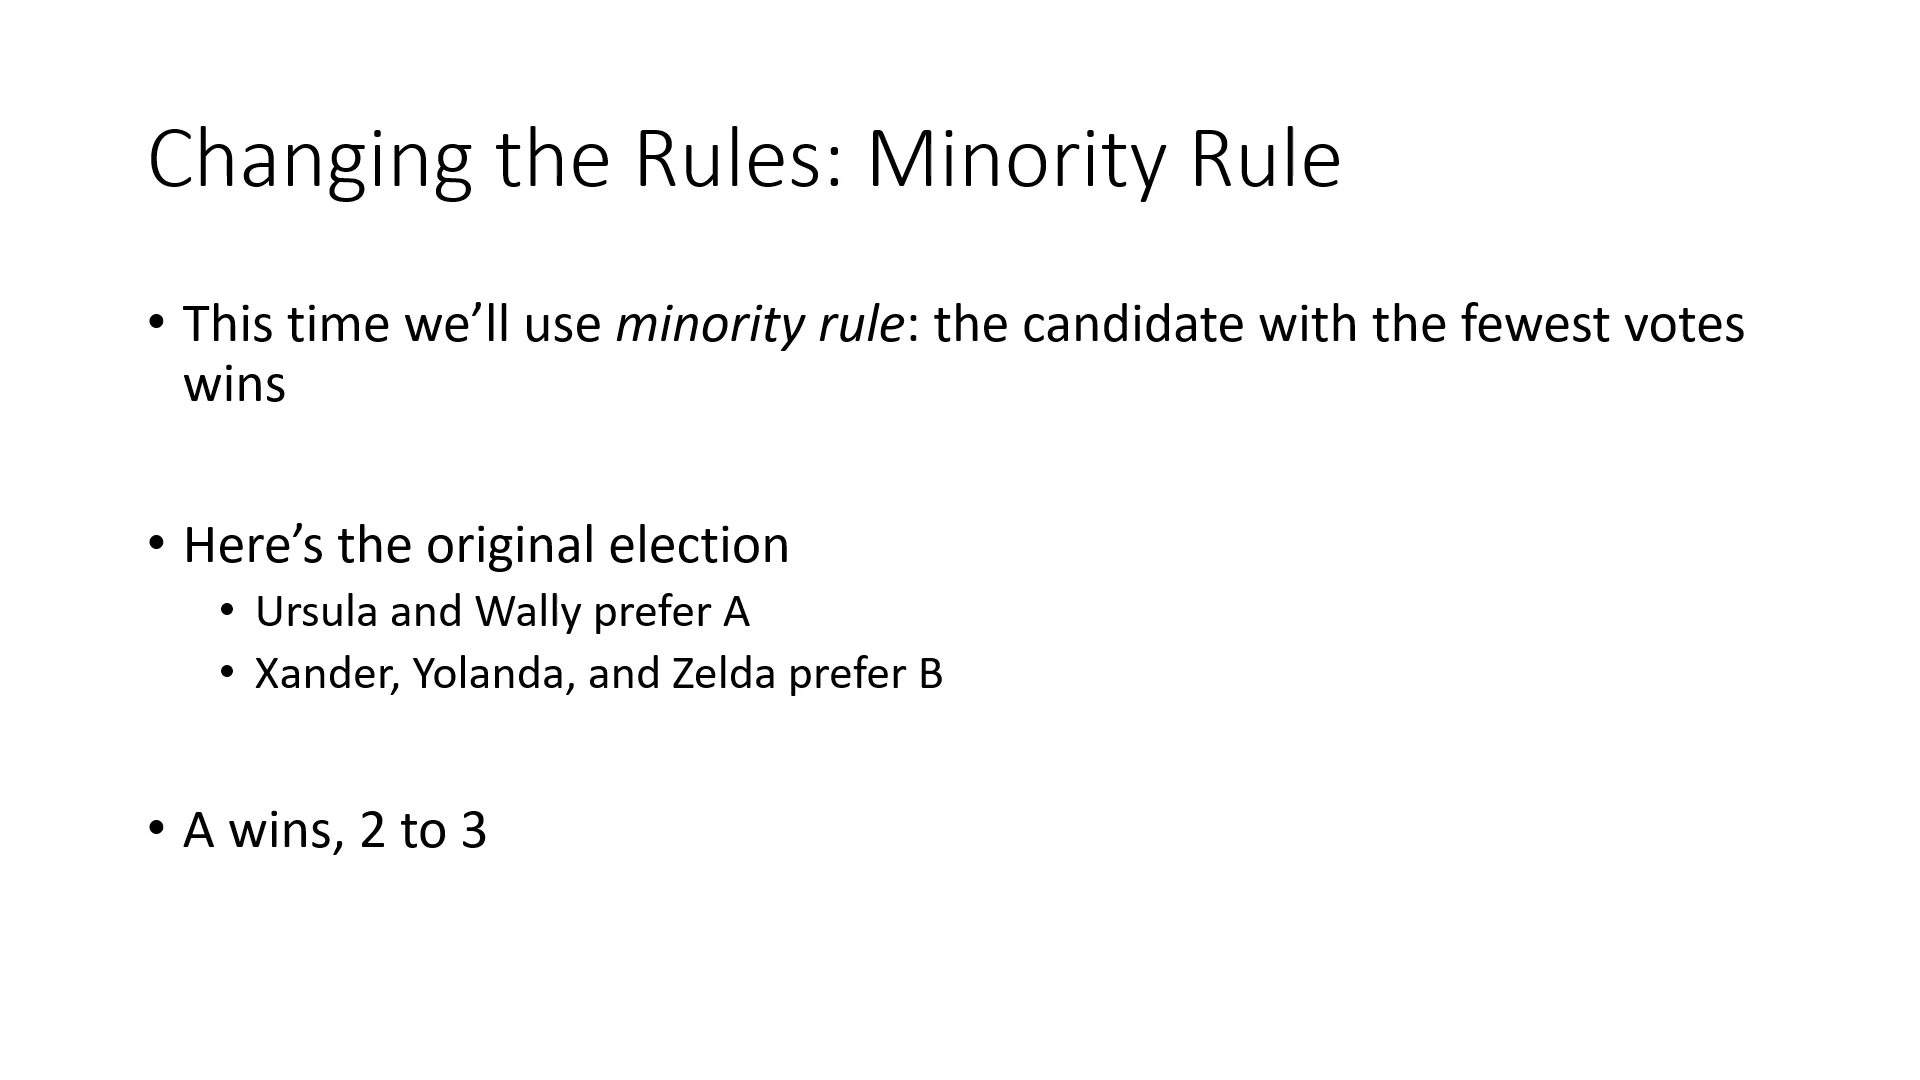 Changing the Rules: Minority Rule
• This time we’ll use minority rule: the candidate with the fewest votes
wins
• Here’s the original election
• Ursula and Wally prefer A
• Xander, Yolanda, and Zelda prefer B
• A wins, 2 to 3